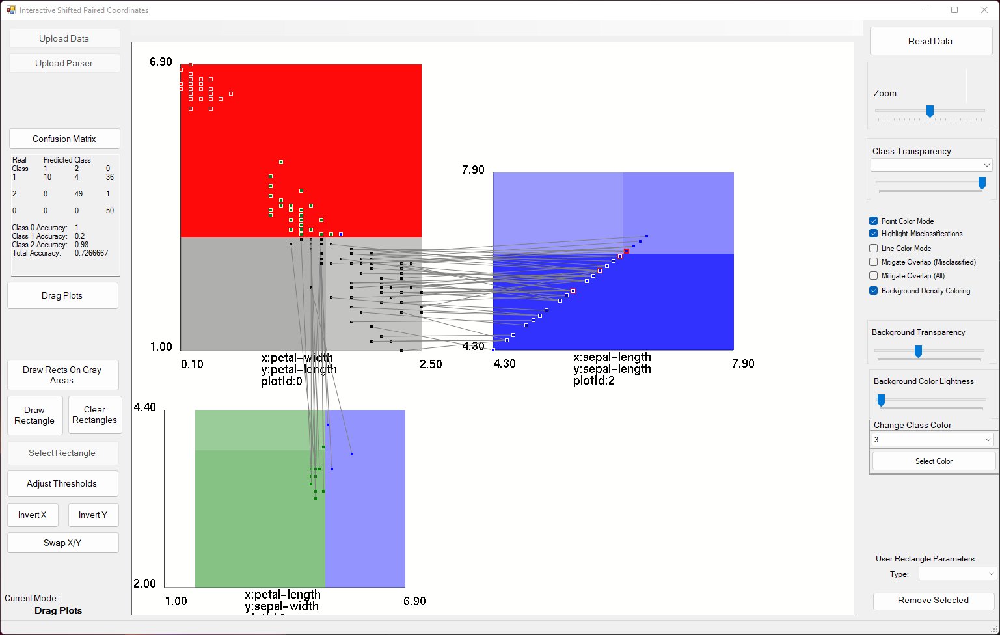 Interactive Shifted Paired Coordinates
Upload Data
Upload Parser
Confusion Matrix
Real Predicted Class
Class 1 2 0
1 10 4 36
2 0 49 1
0 0 0 50
Class 0 Accuracy: 1
Class 1 Accuracy: 0.2
Class 2 Accuracy: 0.98
Total Accuracy: 0.7266667
Drag Plots
Draw Rects On Gray
Areas
Draw
Rectangle
Clear
Rectangles
Select Rectangle
Adjust Thresholds
Invert X
Invert Y
Swap X/Y
Current Mode:
Drag Plots
6.90
1.00
0.10
x:petal-width
y:petal-length
plotId:0
2.50
7.90
4.30
4.30
x:sepal-length
y:sepal-length
plotId:2
7.90
4.40
2.00
1.00
x:petal-length
y:sepal-width
6.90
Reset Data
Zoom
Class Transparency
Point Color Mode
Highlight Misclassifications
Line Color Mode
Mitigate Overlap (Misclassified)
Mitigate Overlap (All)
Background Density Coloring
Background Transparency
Background Color Lightness
Change Class Color
3
Select Color
User Rectangle Parameters
Type:
Remove Selected